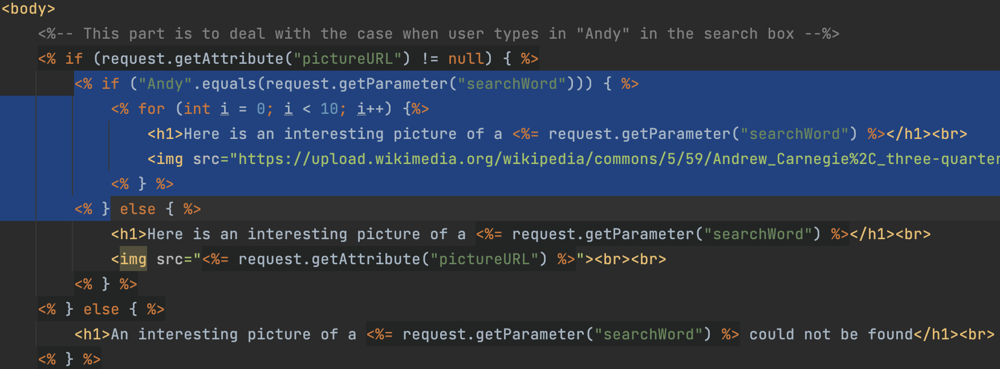 <body>
<%-- This part is to deal with the case when user types in "Andy" in the search box --%>
<% if (request.getAttribute("pictureURL") != null) { %>
<% if ("Andy".equals(request.getParameter("searchWord"))) { %>
<% for (int i = 0; i < 10; i++) {%>
<h1>Here is an interesting picture of a <%= request.getParameter("searchWord") %></h1><br>
<img src="https://upload.wikimedia.org/wikipedia/commons/5/59/Andrew_Carnegie%2C_three-quarter
<% } %>
<% } else { %>
<h1>Here is an interesting picture of a <%= request.getParameter("searchWord") %></h1><br>
<img src="<%= request.getAttribute("pictureURL") %>"><br><br>
<% } %>
<% } else { %>
<h1>An interesting picture of a <%= request.getParameter("searchWord") %> could not be found</h1><br>
<% } %>